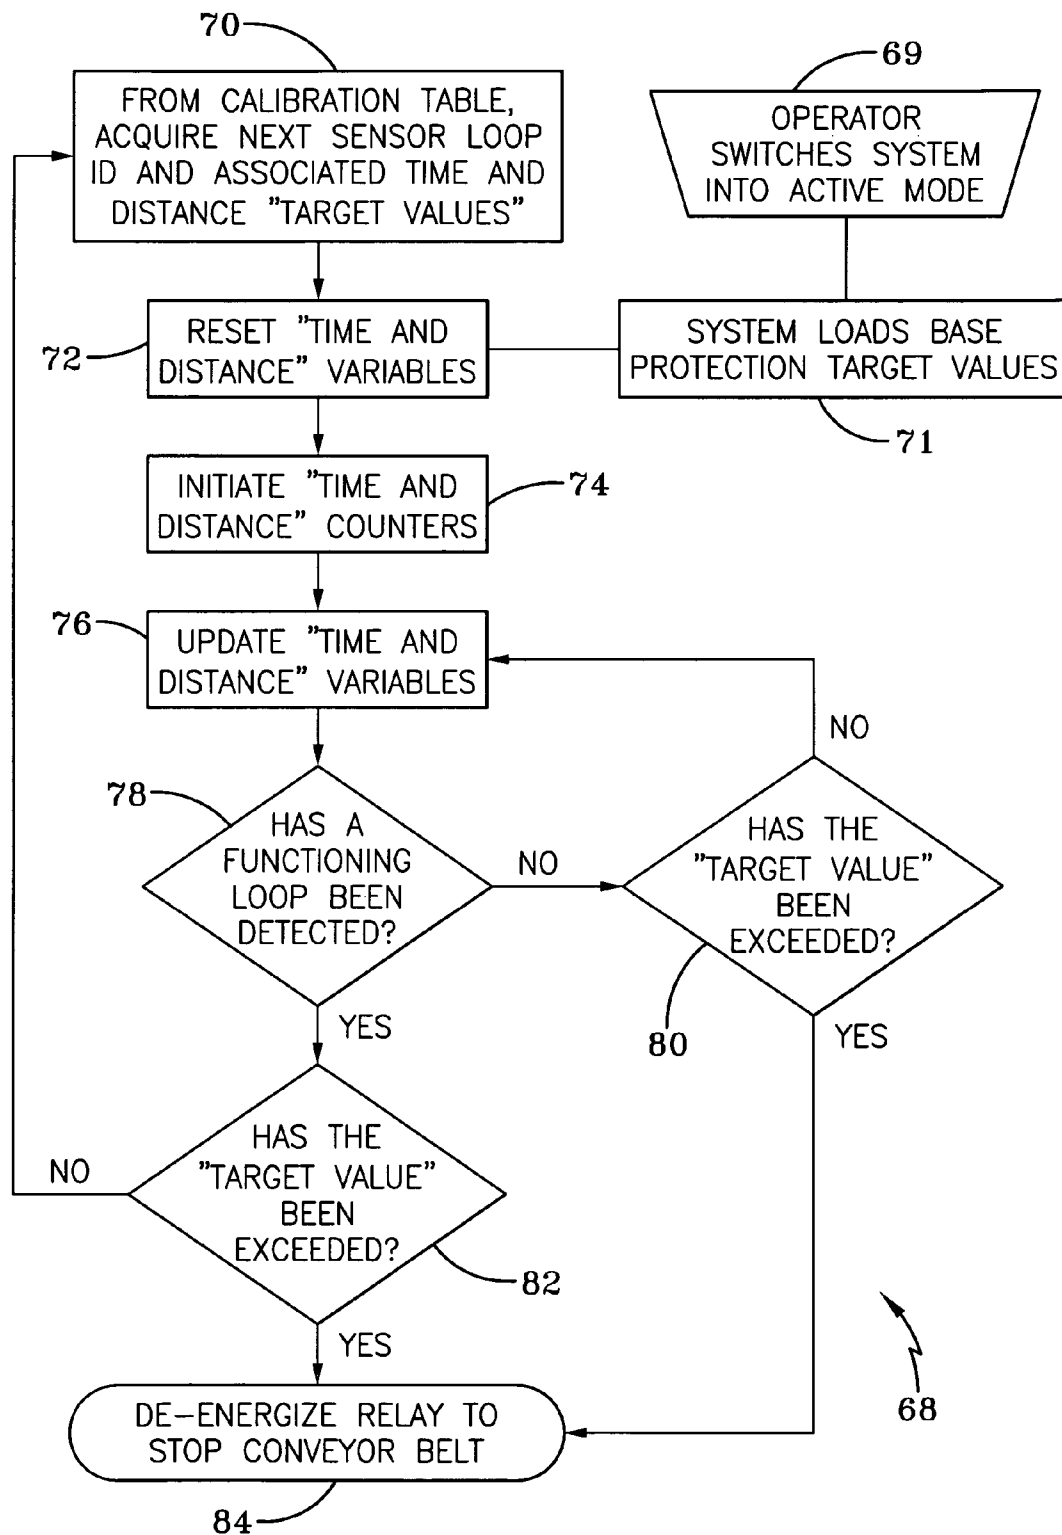 70
FROM CALIBRATION TABLE,
ACQUIRE NEXT SENSOR LOOP
ID AND ASSOCIATED TIME AND
DISTANCE "TARGET VALUES"
69
OPERATOR
SWITCHES SYSTEM
INTO ACTIVE MODE
72
RESET "TIME AND
DISTANCE" VARIABLES
SYSTEM LOADS BASE
PROTECTION TARGET VALUES
71
INITIATE "TIME AND
DISTANCE" COUNTERS
74
76
UPDATE "TIME AND
DISTANCE" VARIABLES
NO
78
HAS A
FUNCTIONING
LOOP BEEN
DETECTED?
NO
HAS THE
"TARGET VALUE"
BEEN
EXCEEDED?
80
YES
YES
HAS THE
"TARGET VALUE"
BEEN
EXCEEDED?
NO
82
YES
68
DE-ENERGIZE RELAY TO
STOP CONVEYOR BELT
84